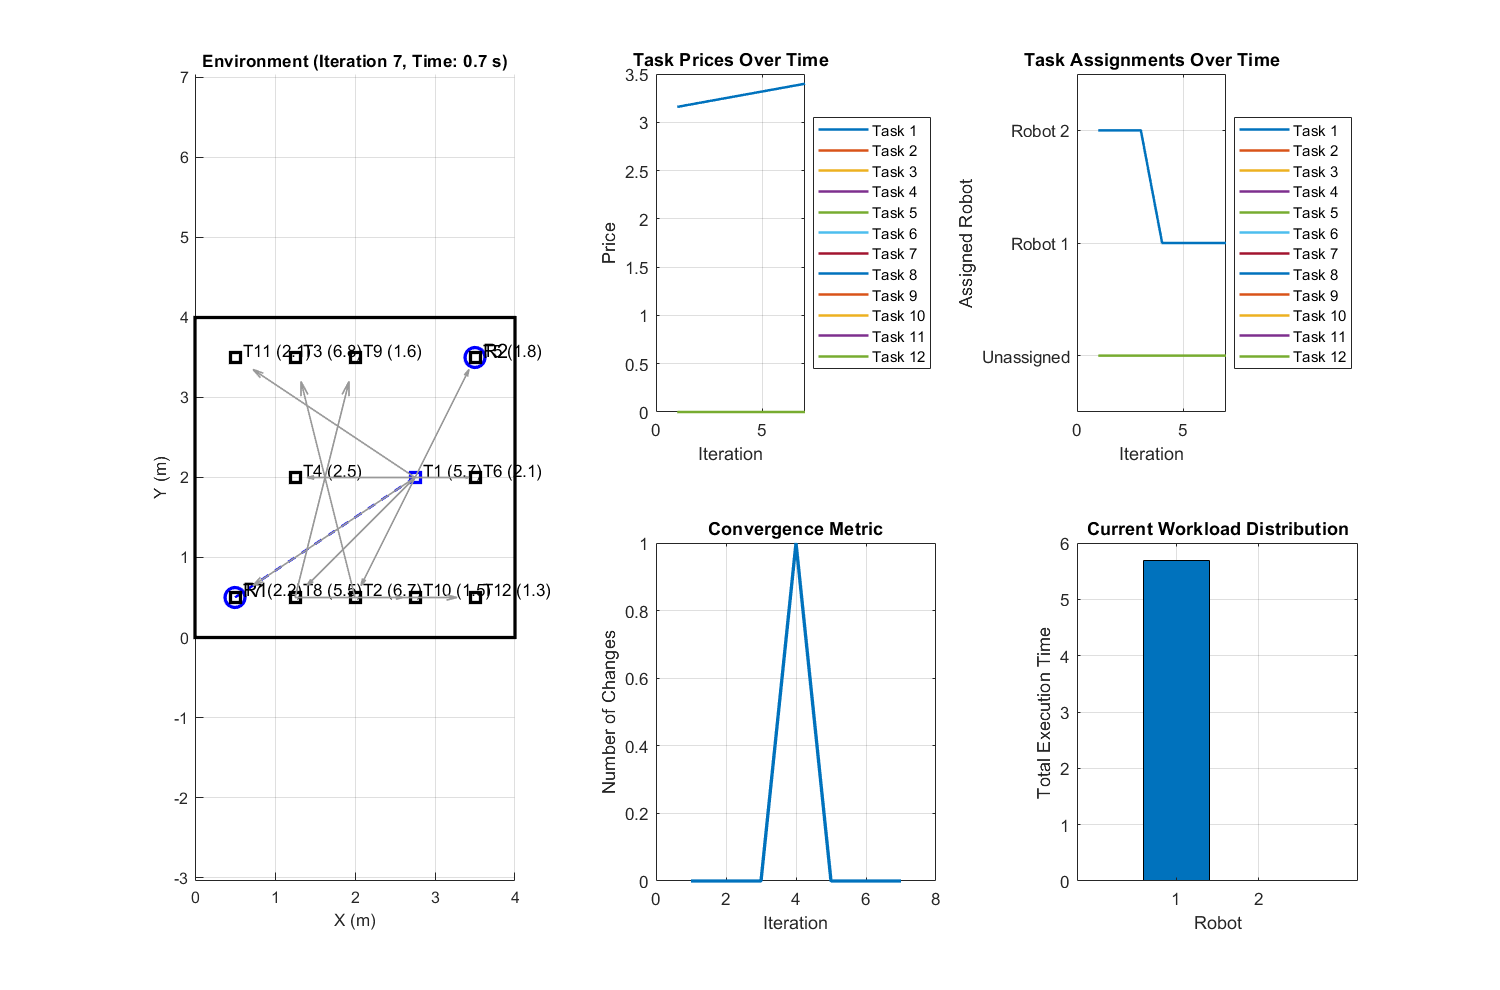 Environment (Iteration 7, Time: 0.7 s)
7
6
5
4
3
2
1
0
-1
-2
-3
Y (m)
T3 (6.8)
T9 (1.6)
R2
(1.8)
T4 (2.5)
T1 (5.7)
T6 (2.1)
(2.2)
T8 (5.5)
T2 (6.7)
T10 (1.5)
T12 (1.3)
0
1
2
3
4
X (m)
Task Prices Over Time
3.5
3
2.5
2
1.5
1
0.5
0
Price
0
5
Iteration
Task 1
Task 2
Task 3
Task 4
Task 5
Task 6
Task 7
Task 8
Task 9
Task 10
Task 11
Task 12
Task Assignments Over Time
Robot 2
Robot 1
Unassigned
Assigned Robot
0
5
Iteration
Task 1
Task 2
Task 3
Task 4
Task 5
Task 6
Task 7
Task 8
Task 9
Task 10
Task 11
Task 12
Convergence Metric
1
0.8
0.6
0.4
0.2
0
Number of Changes
0
2
4
6
8
Iteration
Current Workload Distribution
6
5
4
3
2
1
0
Total Execution Time
1
2
Robot